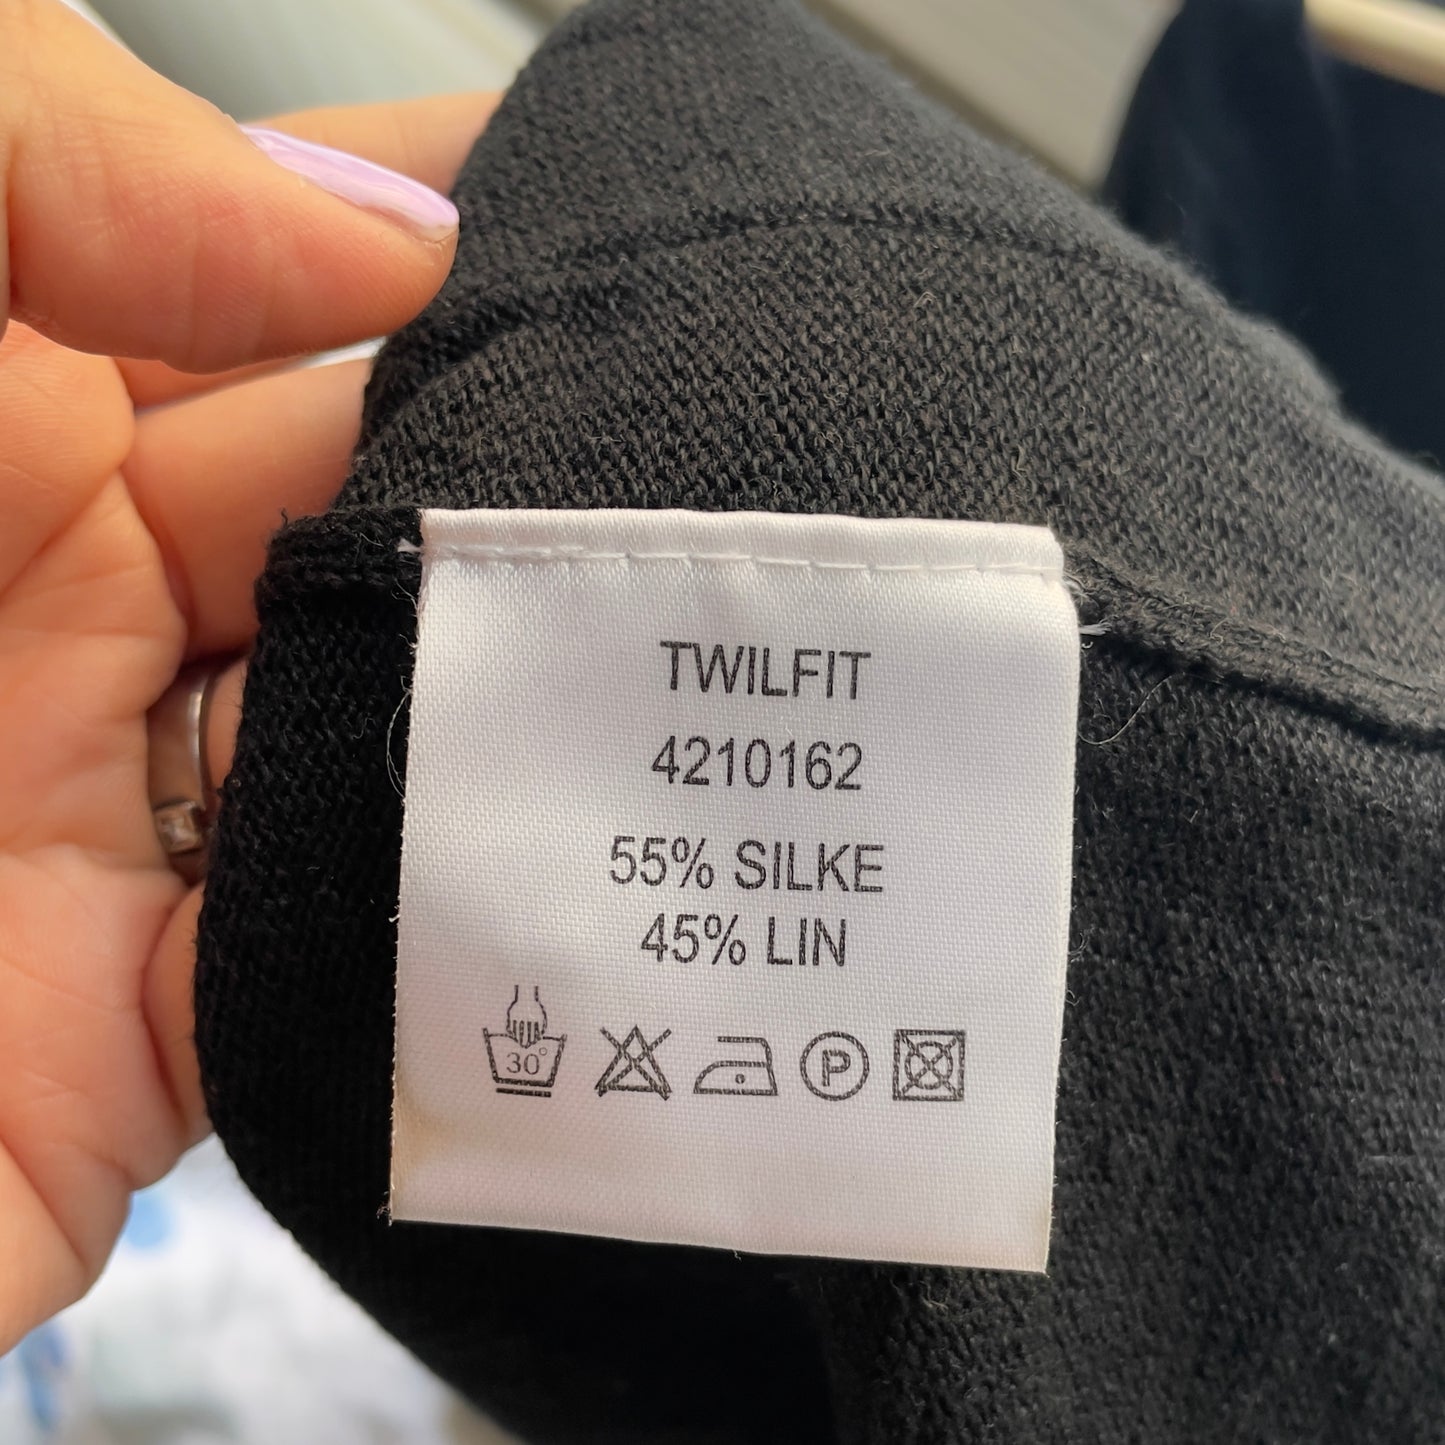 TWILFIT
4210162
55% SILKE
45% LIN
30° P